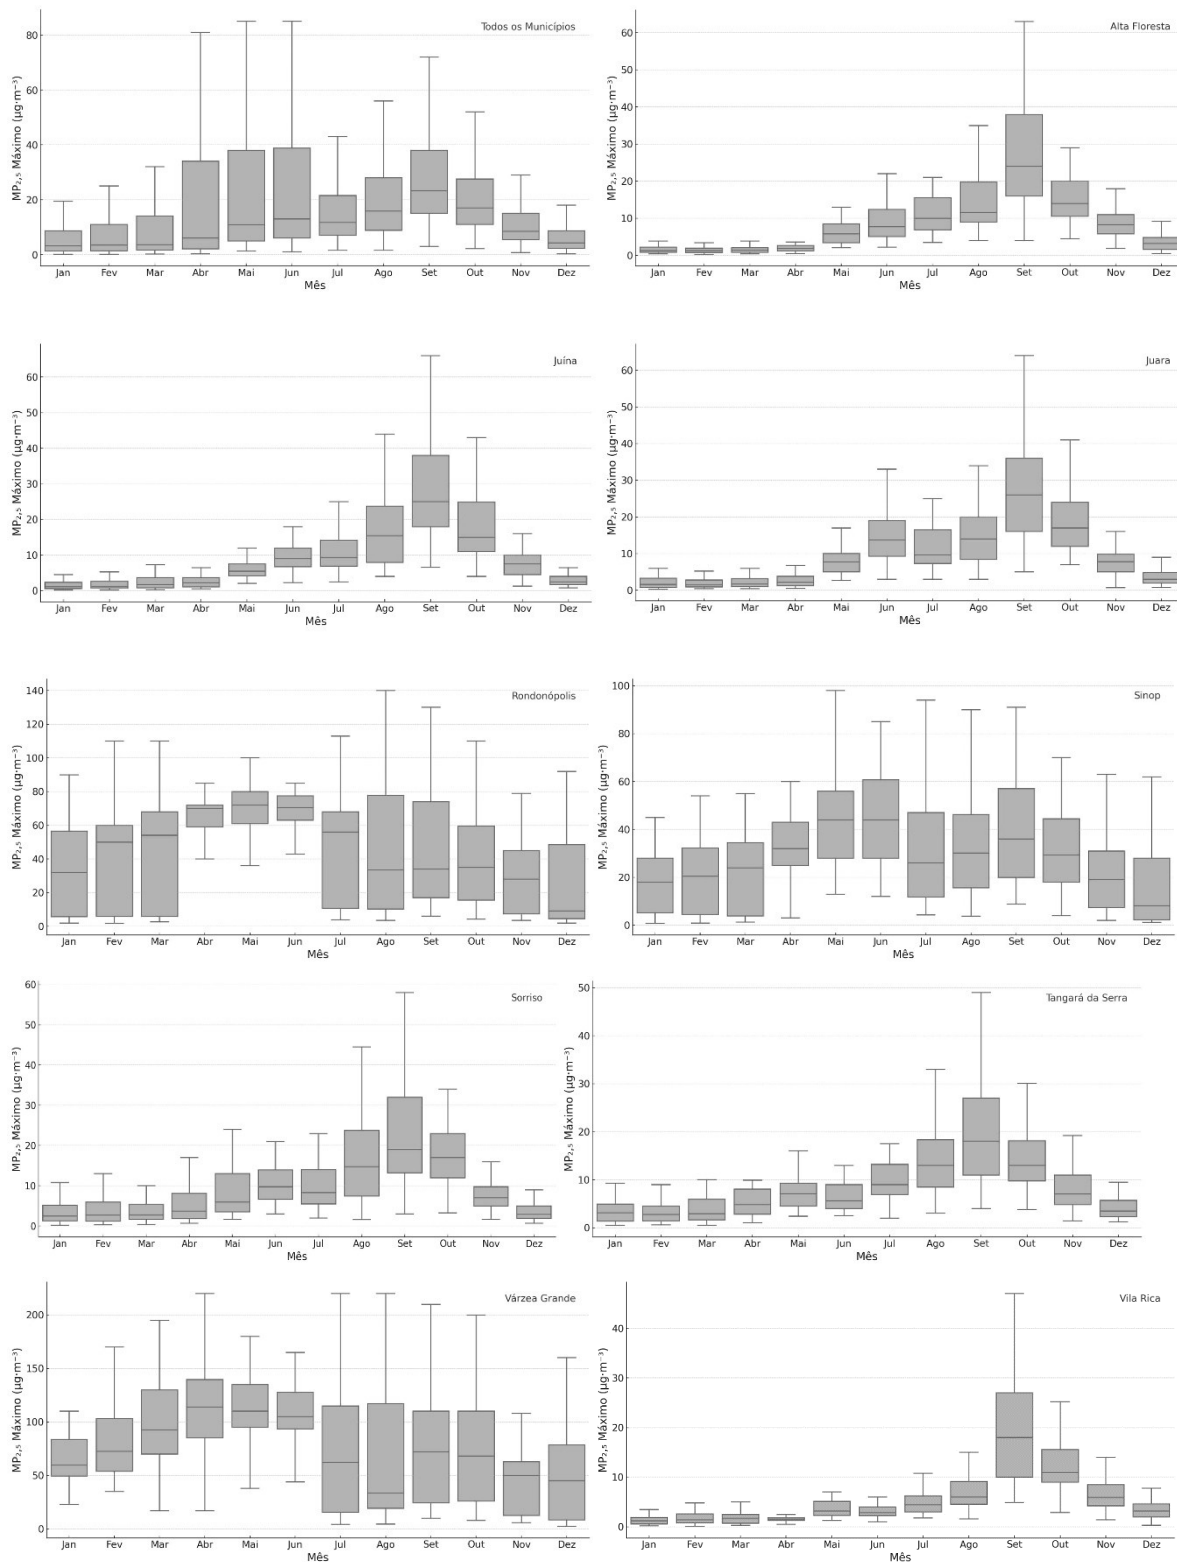 Todos os Municípios
MP₂,₅ Máximo (µg·m⁻³)
80
60
40
20
0
Jan Fev Mar Abr Mai Jun Jul Ago Set Out Nov Dez
Mês
Alta Floresta
MP₂,₅ Máximo (µg·m⁻³)
60
50
40
30
20
10
0
Jan Fev Mar Abr Mai Jun Jul Ago Set Out Nov Dez
Mês
Juína
MP₂,₅ Máximo (µg·m⁻³)
60
50
40
30
20
10
0
Jan Fev Mar Abr Mai Jun Jul Ago Set Out Nov Dez
Mês
Juara
MP₂,₅ Máximo (µg·m⁻³)
60
50
40
30
20
10
0
Jan Fev Mar Abr Mai Jun Jul Ago Set Out Nov Dez
Mês
Rondonópolis
MP₂,₅ Máximo (µg·m⁻³)
140
120
100
80
60
40
20
0
Jan Fev Mar Abr Mai Jun Jul Ago Set Out Nov Dez
Mês
Sinop
MP₂,₅ Máximo (µg·m⁻³)
100
80
60
40
20
0
Jan Fev Mar Abr Mai Jun Jul Ago Set Out Nov Dez
Mês
Sorriso
MP₂,₅ Máximo (µg·m⁻³)
60
50
40
30
20
10
0
Jan Fev Mar Abr Mai Jun Jul Ago Set Out Nov Dez
Mês
Tangará da Serra
MP₂,₅ Máximo (µg·m⁻³)
50
40
30
20
10
0
Jan Fev Mar Abr Mai Jun Jul Ago Set Out Nov Dez
Mês
Várzea Grande
MP₂,₅ Máximo (µg·m⁻³)
200
150
100
50
0
Jan Fev Mar Abr Mai Jun Jul Ago Set Out Nov Dez
Mês
Vila Rica
MP₂,₅ Máximo (µg·m⁻³)
40
30
20
10
0
Jan Fev Mar Abr Mai Jun Jul Ago Set Out Nov Dez
Mês